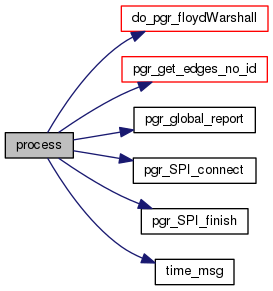 do_pgr_floydWarshall
pgr_get_edges_no_id
pgr_global_report
process
pgr_SPI_connect
pgr_SPI_finish
time_msg